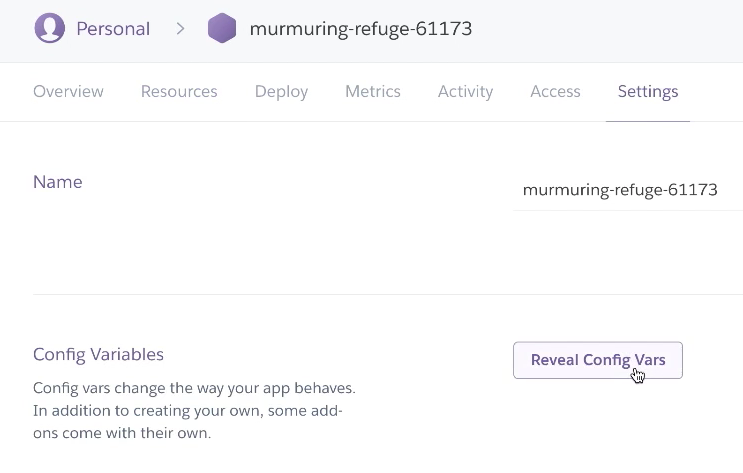 Personal > murmuring-refuge-61173
Overview Resources Deploy Metrics Activity Access Settings
Name
murmuring-refuge-61173
Config Variables
Reveal Config Vars
Config vars change the way your app behaves.
In addition to creating your own, some add-
ons come with their own.